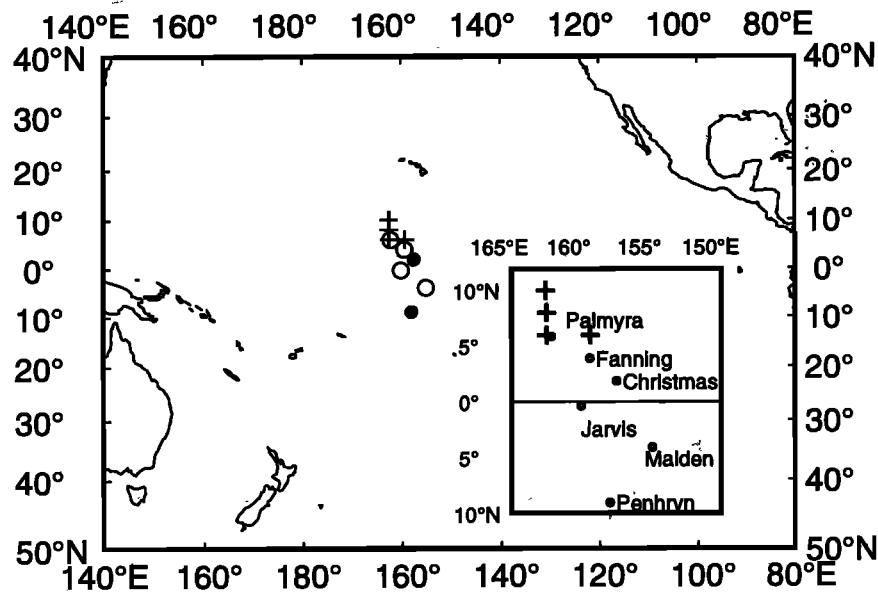 140°E 160° 180° 160° 140° 120° 100° 80°E
40°N 40°N
30° 30°
20° 20°
10° 10°
165°E 160° 155° 150°E
0° 0°
10°N
Palmyra
10° 10°
5°
Fanning
20° Christmas 20°
0°
30° Jarvis 30°
5° Malden
40° 40°
Penhryn
10°N
50°N 50°N
140°E 160° 180° 160° 140° 120° 100° 80°E